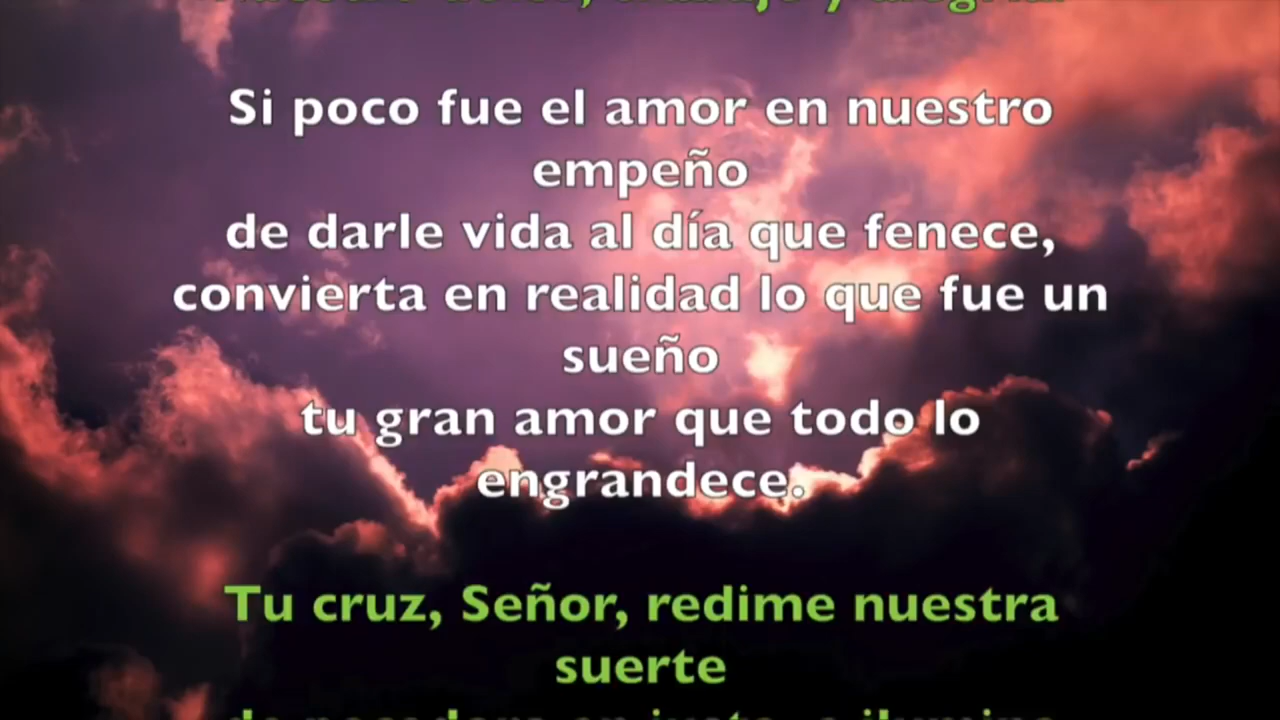 Si poco fue el amor en nuestro
empeño
de darle vida al día que fenece,
convierta en realidad lo que fue un
sueño
tu gran amor que todo lo
engrandece.
Tu cruz, Señor, redime nuestra
suerte